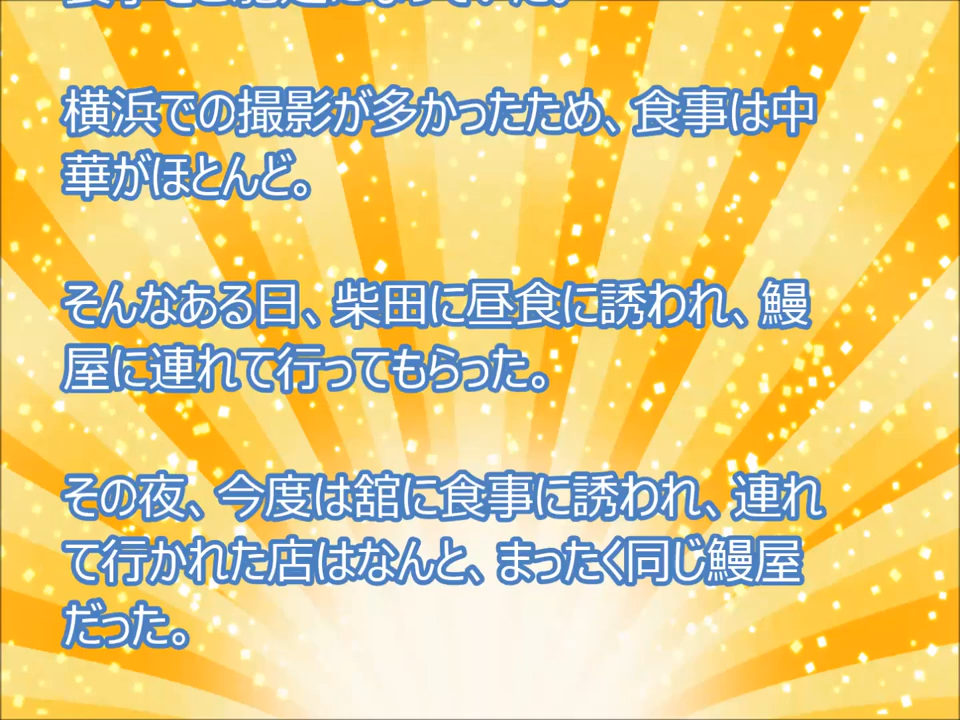 横浜での撮影が多かったため、食事は中
華がほとんど。
そんなある日、柴田に昼食に誘われ、鰻
屋に連れて行ってもらった。
その夜、今度は舘に食事に誘われ、連れ
て行かれた店はなんと、まったく同じ鰻屋
だった。